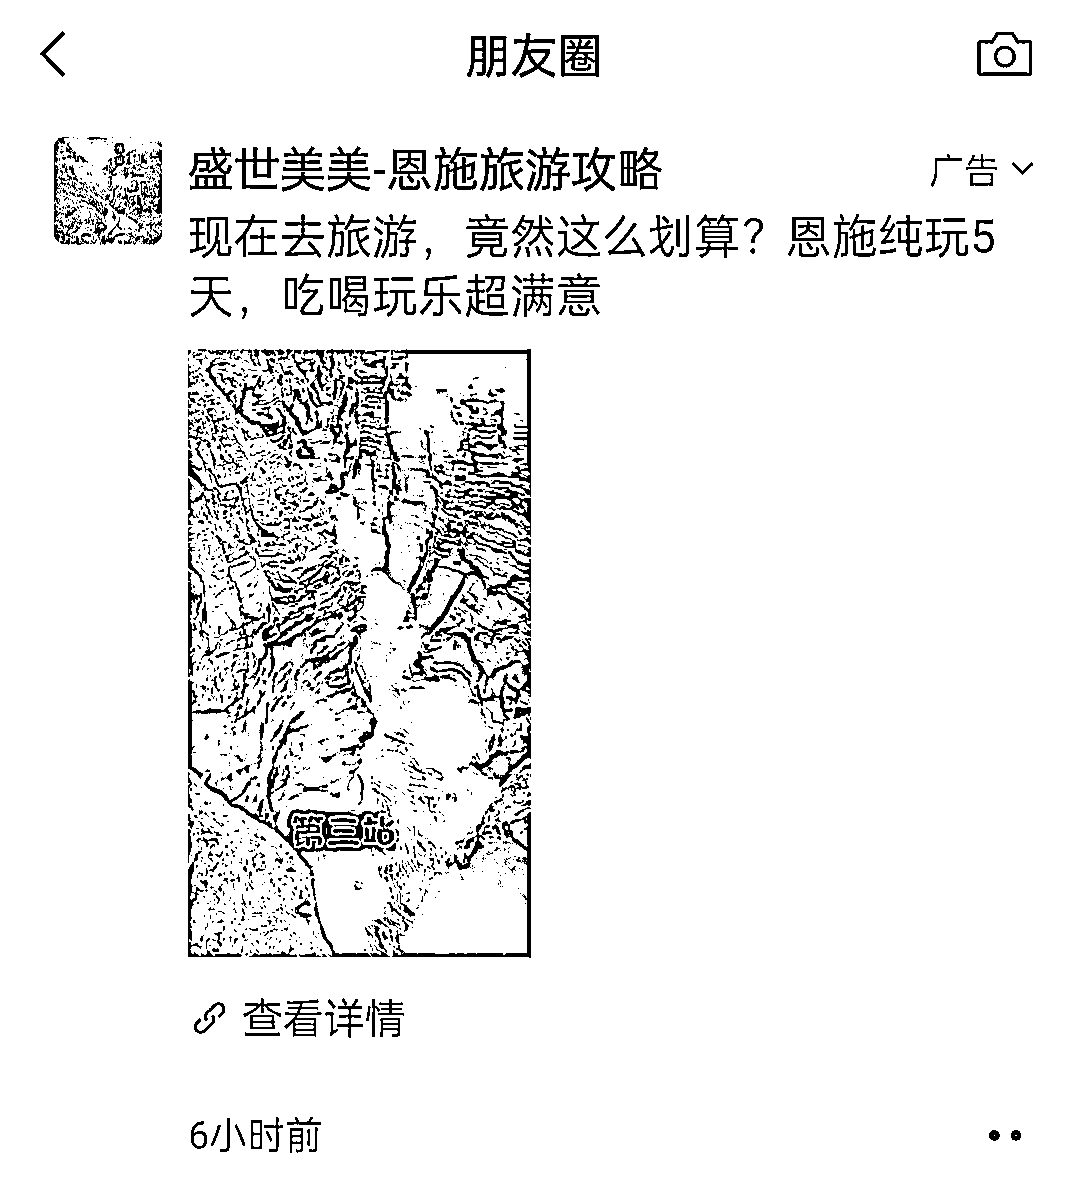 朋友圈
盛世美美-恩施旅游攻略
广告
现在去旅游，竟然这么划算？恩施纯玩5
天，吃喝玩乐超满意
第三站
查看详情
6小时前